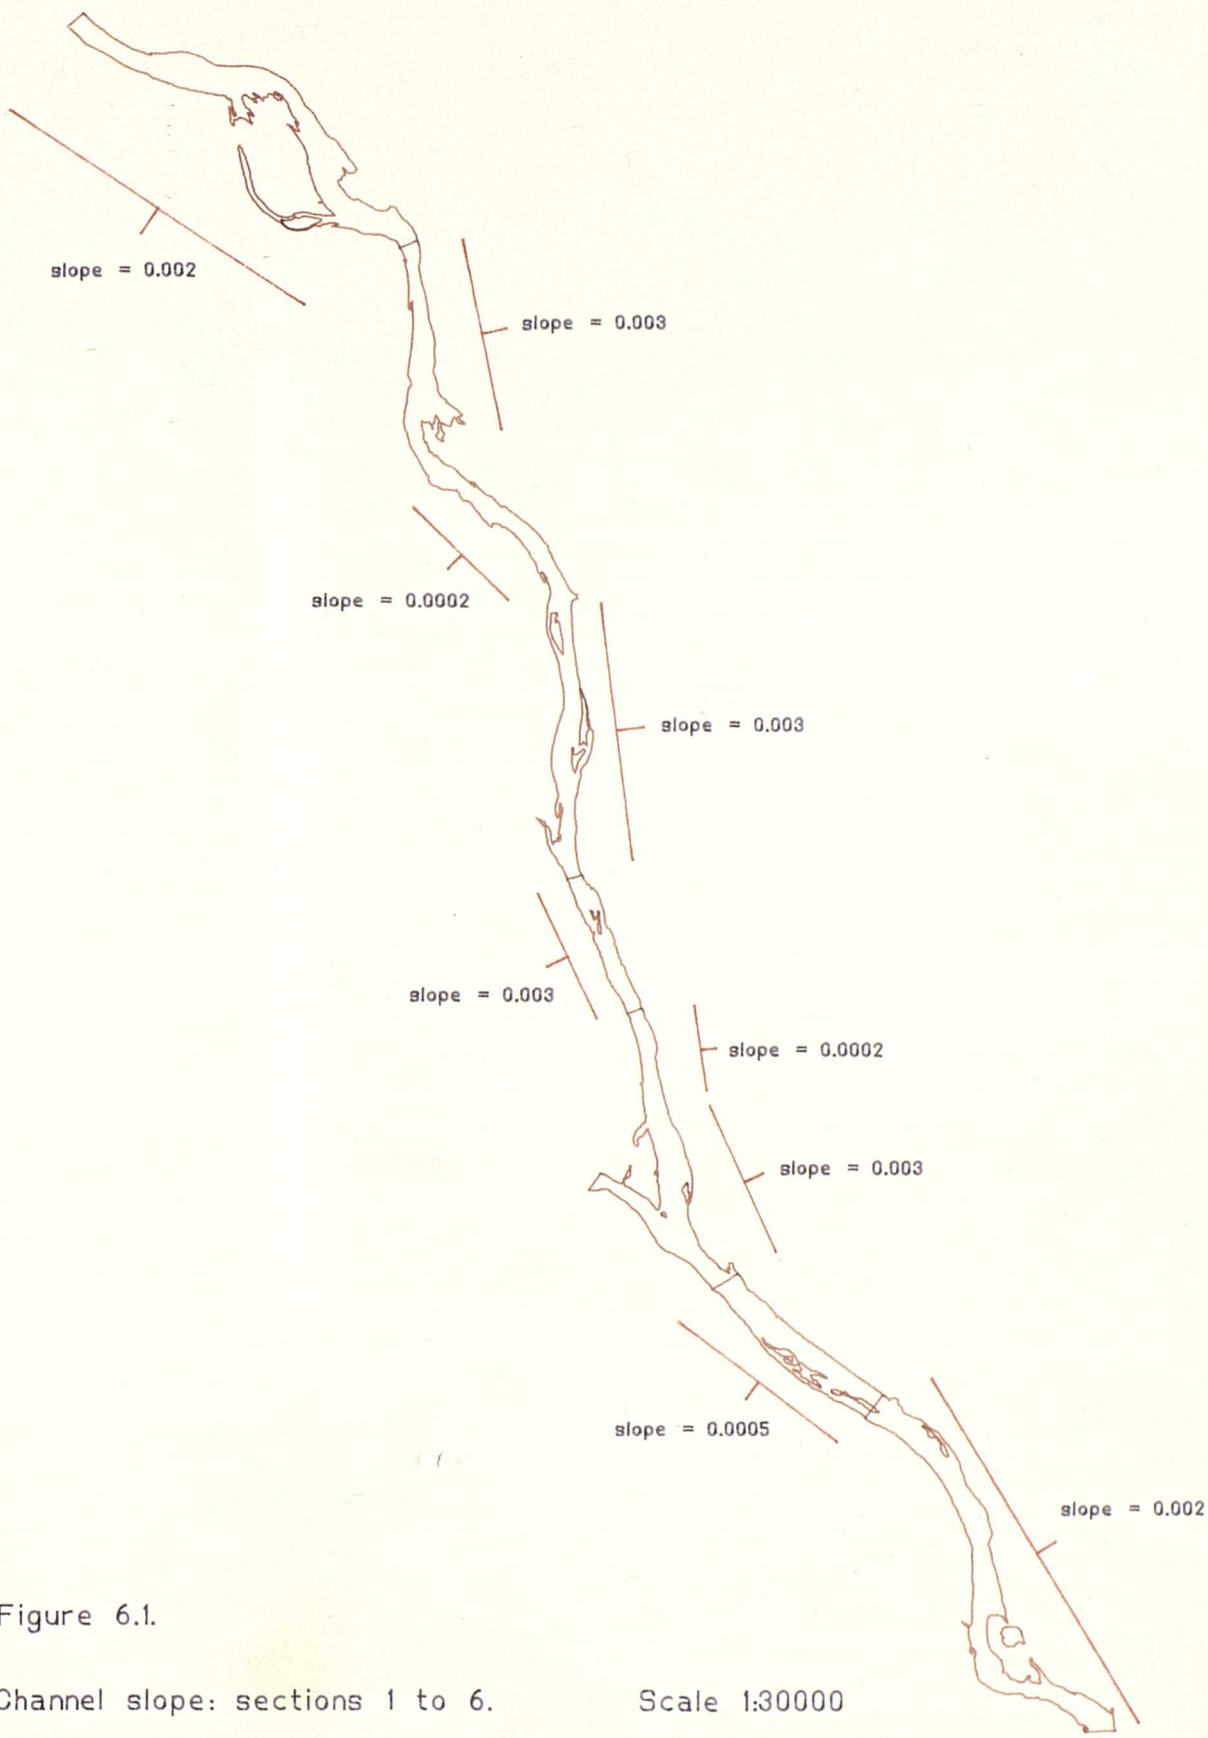 slope = 0.002
slope = 0.003
slope = 0.0002
slope = 0.003
slope = 0.003
slope = 0.0002
slope = 0.003
slope = 0.0005
slope = 0.002
Figure 6.1.
Channel slope: sections 1 to 6.
Scale 1:30000